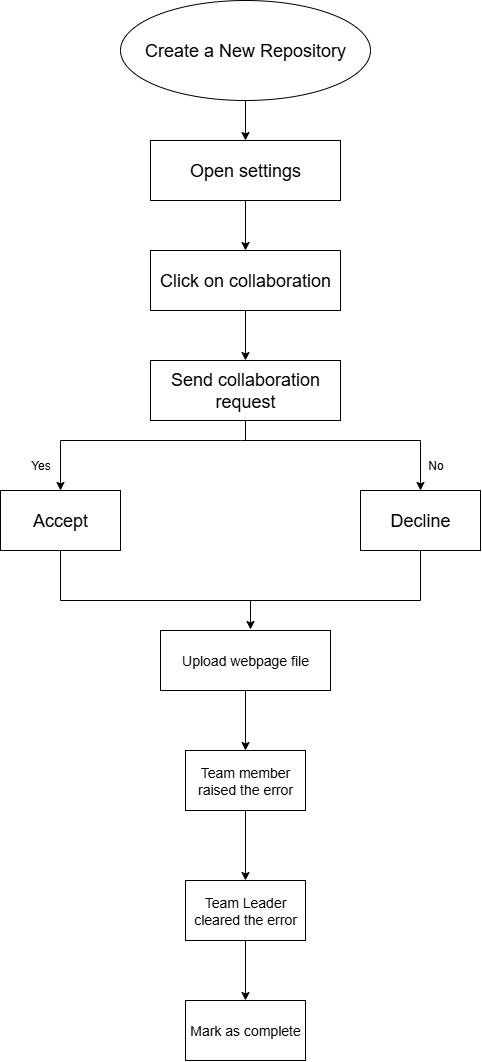 Create a New Repository
Open settings
Click on collaboration
Send collaboration
request
Yes
No
Accept
Decline
Upload webpage file
Team member
raised the error
Team Leader
cleared the error
Mark as complete